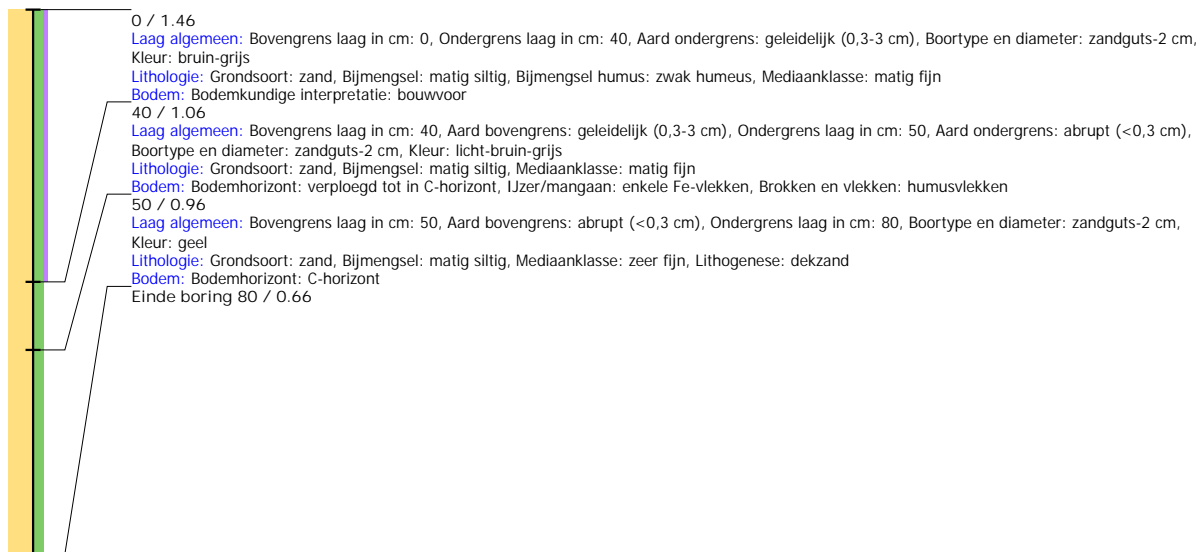 0 / 1.46
Laag algemeen: Bovengrens laag in cm: 0, Ondergrens laag in cm: 40, Aard ondergrens: geleidelijk (0,3-3 cm), Boortype en diameter: zandguts-2 cm,
Kleur: bruin-grijs
Lithologie: Grondsoort: zand, Bijmengsel: matig siltig, Bijmengsel humus: zwak humeus, Mediaanklasse: matig fijn
Bodem: Bodemkundige interpretatie: bouwvoor
40 / 1.06
Laag algemeen: Bovengrens laag in cm: 40, Aard bovengrens: geleidelijk (0,3-3 cm), Ondergrens laag in cm: 50, Aard ondergrens: abrupt (<0,3 cm),
Boortype en diameter: zandguts-2 cm, Kleur: licht-bruin-grijs
Lithologie: Grondsoort: zand, Bijmengsel: matig siltig, Mediaanklasse: matig fijn
Bodem: Bodemhorizont: verploegd tot in C-horizont, IJzer/mangaan: enkele Fe-vlekken, Brokken en vlekken: humusvlekken
50 / 0.96
Laag algemeen: Bovengrens laag in cm: 50, Aard bovengrens: abrupt (<0,3 cm), Ondergrens laag in cm: 80, Boortype en diameter: zandguts-2 cm,
Kleur: geel
Lithologie: Grondsoort: zand, Bijmengsel: matig siltig, Mediaanklasse: zeer fijn, Lithogenese: dekzand
Bodem: Bodemhorizont: C-horizont
Einde boring 80 / 0.66